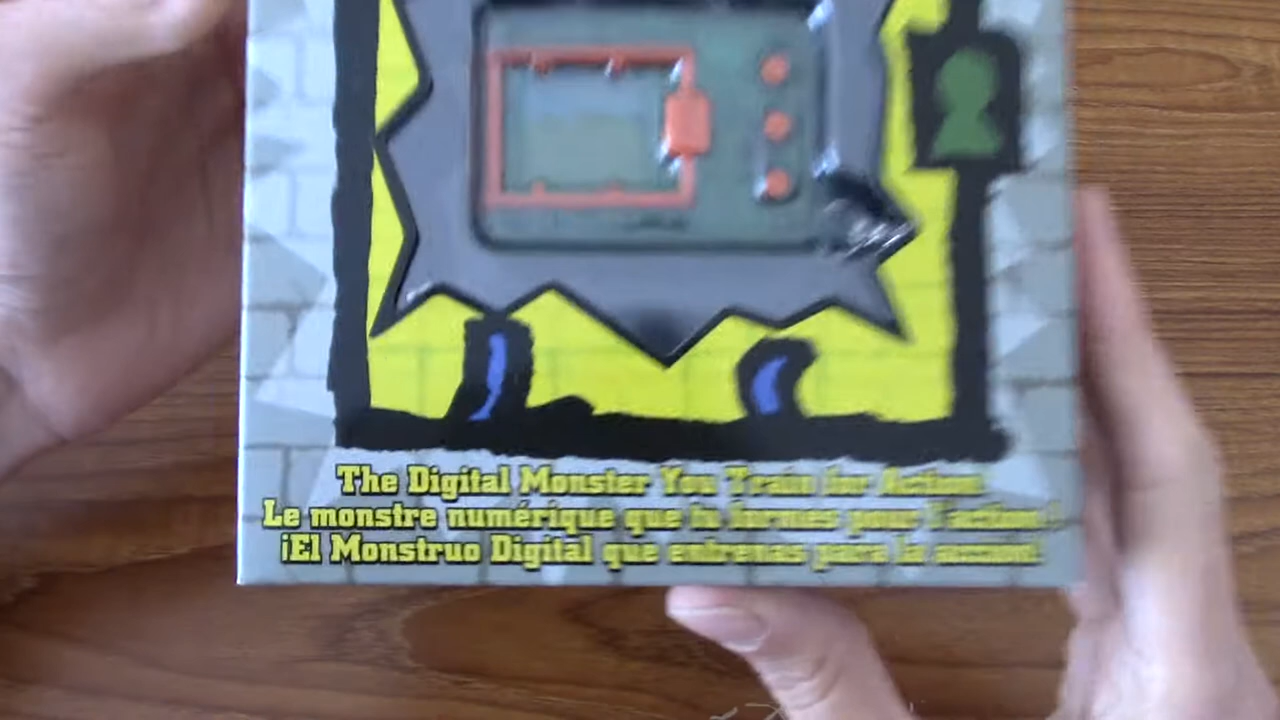 The Digital Monster You Train for Action
Le monstre numérique que tu formes pour l'action !
¡El Monstruo Digital que entrenas para la acción!